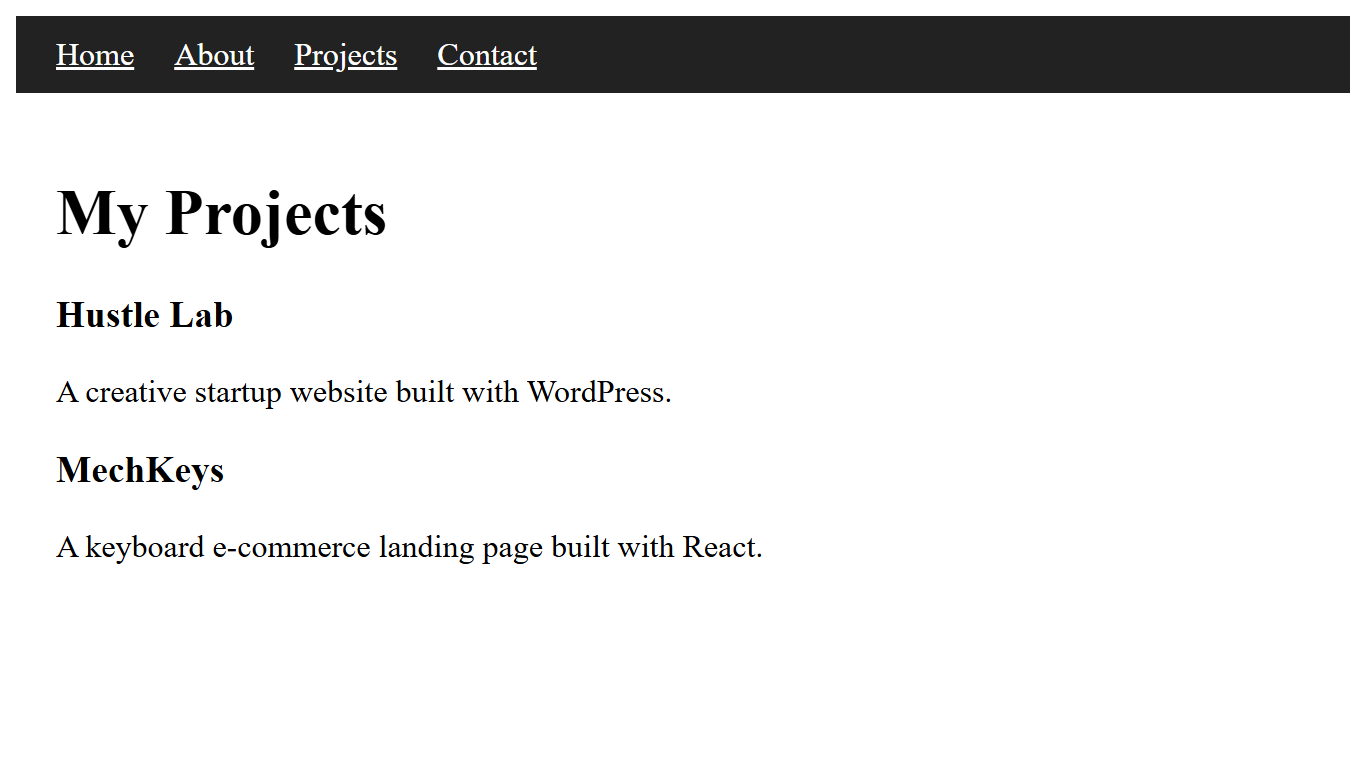 Home About Projects Contact
My Projects
Hustle Lab
A creative startup website built with WordPress.
MechKeys
A keyboard e-commerce landing page built with React.